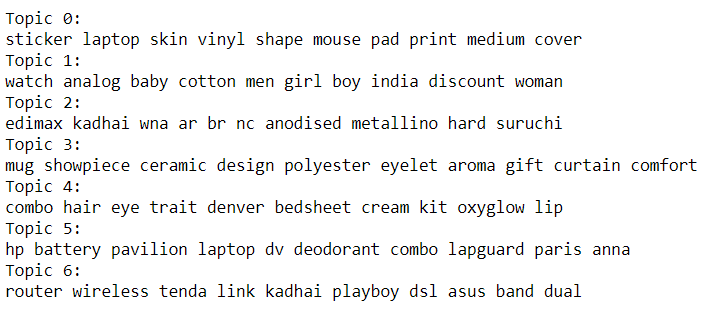 Topic 0:
sticker laptop skin vinyl shape mouse pad print medium cover
Topic 1:
watch analog baby cotton men girl boy india discount woman
Topic 2:
edimax kadhai wna ar br nc anodised metallino hard suruchi
Topic 3:
mug showpiece ceramic design polyester eyelet aroma gift curtain comfort
Topic 4:
combo hair eye trait denver bedsheet cream kit oxyglow lip
Topic 5:
hp battery pavilion laptop dv deodorant combo lapguard paris anna
Topic 6:
router wireless tenda link kadhai playboy dsl asus band dual